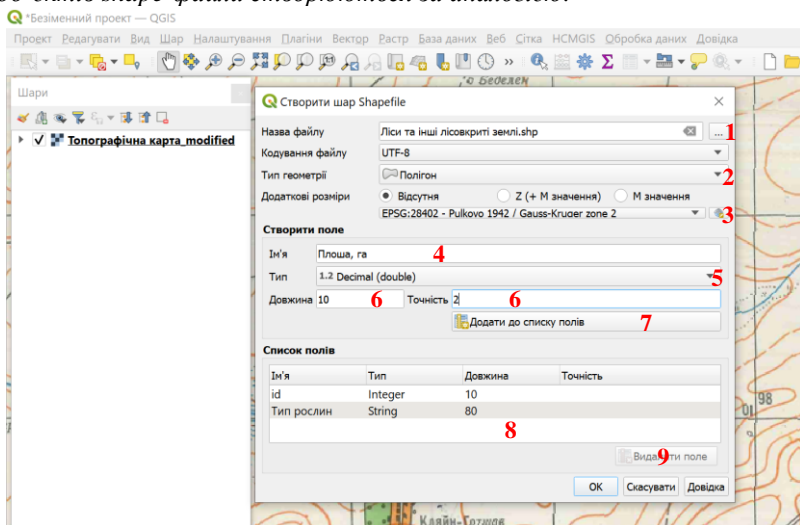 *Безіменний проєкт — QGIS
Проєкт Редагувати Вид Шар Налаштування Плагіни Вектор Растр База даних Веб Сітка HCMGIS Обробка даних Довідка
о Беделек
Шари
Топографічна карта_modified
Створити шар Shapefile
Назва файлу Ліси та інші лісовкриті землі.shp ... 1
Кодування файлу UTF-8
Тип геометрії Полігон 2
Додаткові розміри Відсутня Z (+ M значення) M значення
EPSG:28402 - Pulkovo 1942 / Gauss-Kruger zone 2 3
Створити поле
Ім'я Плоша, га 4
Тип 1.2 Decimal (double) 5
Довжина 10 6 Точність 2 6
Додати до списку полів 7
Список полів
Ім'я Тип Довжина Точність
id Integer 10
Тип рослин String 80
8
98
Видалити поле 9
OK Скасувати Довідка